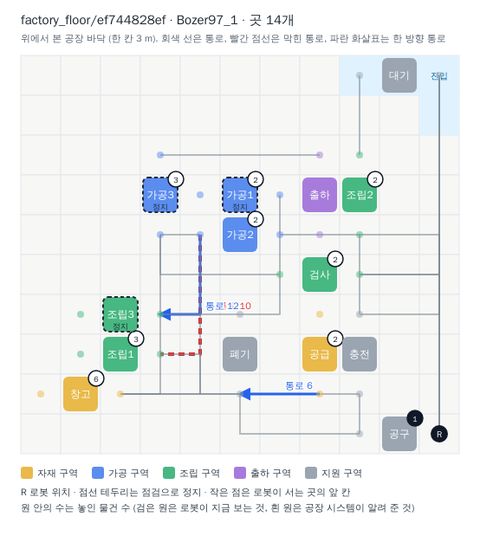 factory_floor/ef744828ef · Bozer97_1 · 곳 14개
위에서 본 공장 바닥 (한 칸 3 m). 회색 선은 통로, 빨간 점선은 막힌 통로, 파란 화살표는 한 방향 통로
대기
3
가공3
정지
2
가공1
정지
출하
2
조립2
2
가공2
2
검사
조립3
정지
3
조립1
폐기
2
공급
충전
통로 6
6
창고
1
공구
R
자재 구역
가공 구역
조립 구역
출하 구역
지원 구역
R 로봇 위치 · 점선 테두리는 점검으로 정지 · 작은 점은 로봇이 서는 곳의 앞 칸
원 안의 수는 놓인 물건 수 (검은 원은 로봇이 지금 보는 것, 흰 원은 공장 시스템이 알려 준 것)